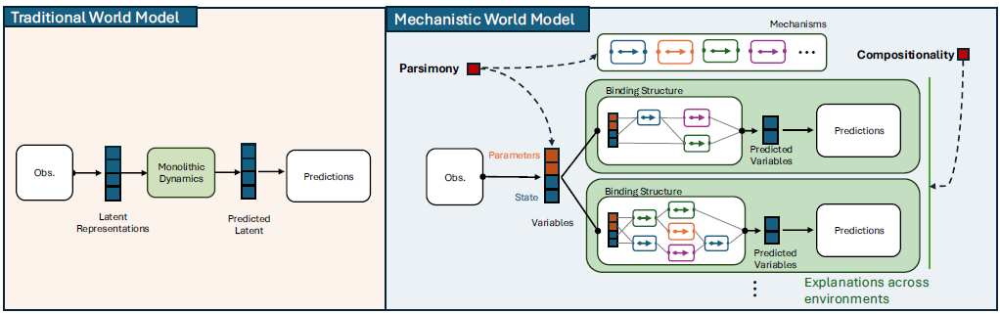 Traditional World Model
Obs.
Latent
Representations
Monolithic
Dynamics
Predicted
Latent
Predictions
Mechanistic World Model
Mechanisms
Parsimony
Compositionality
Obs.
Parameters
State
Variables
Binding Structure
Predicted
Variables
Predictions
Binding Structure
Predicted
Variables
Predictions
Explanations across
environments